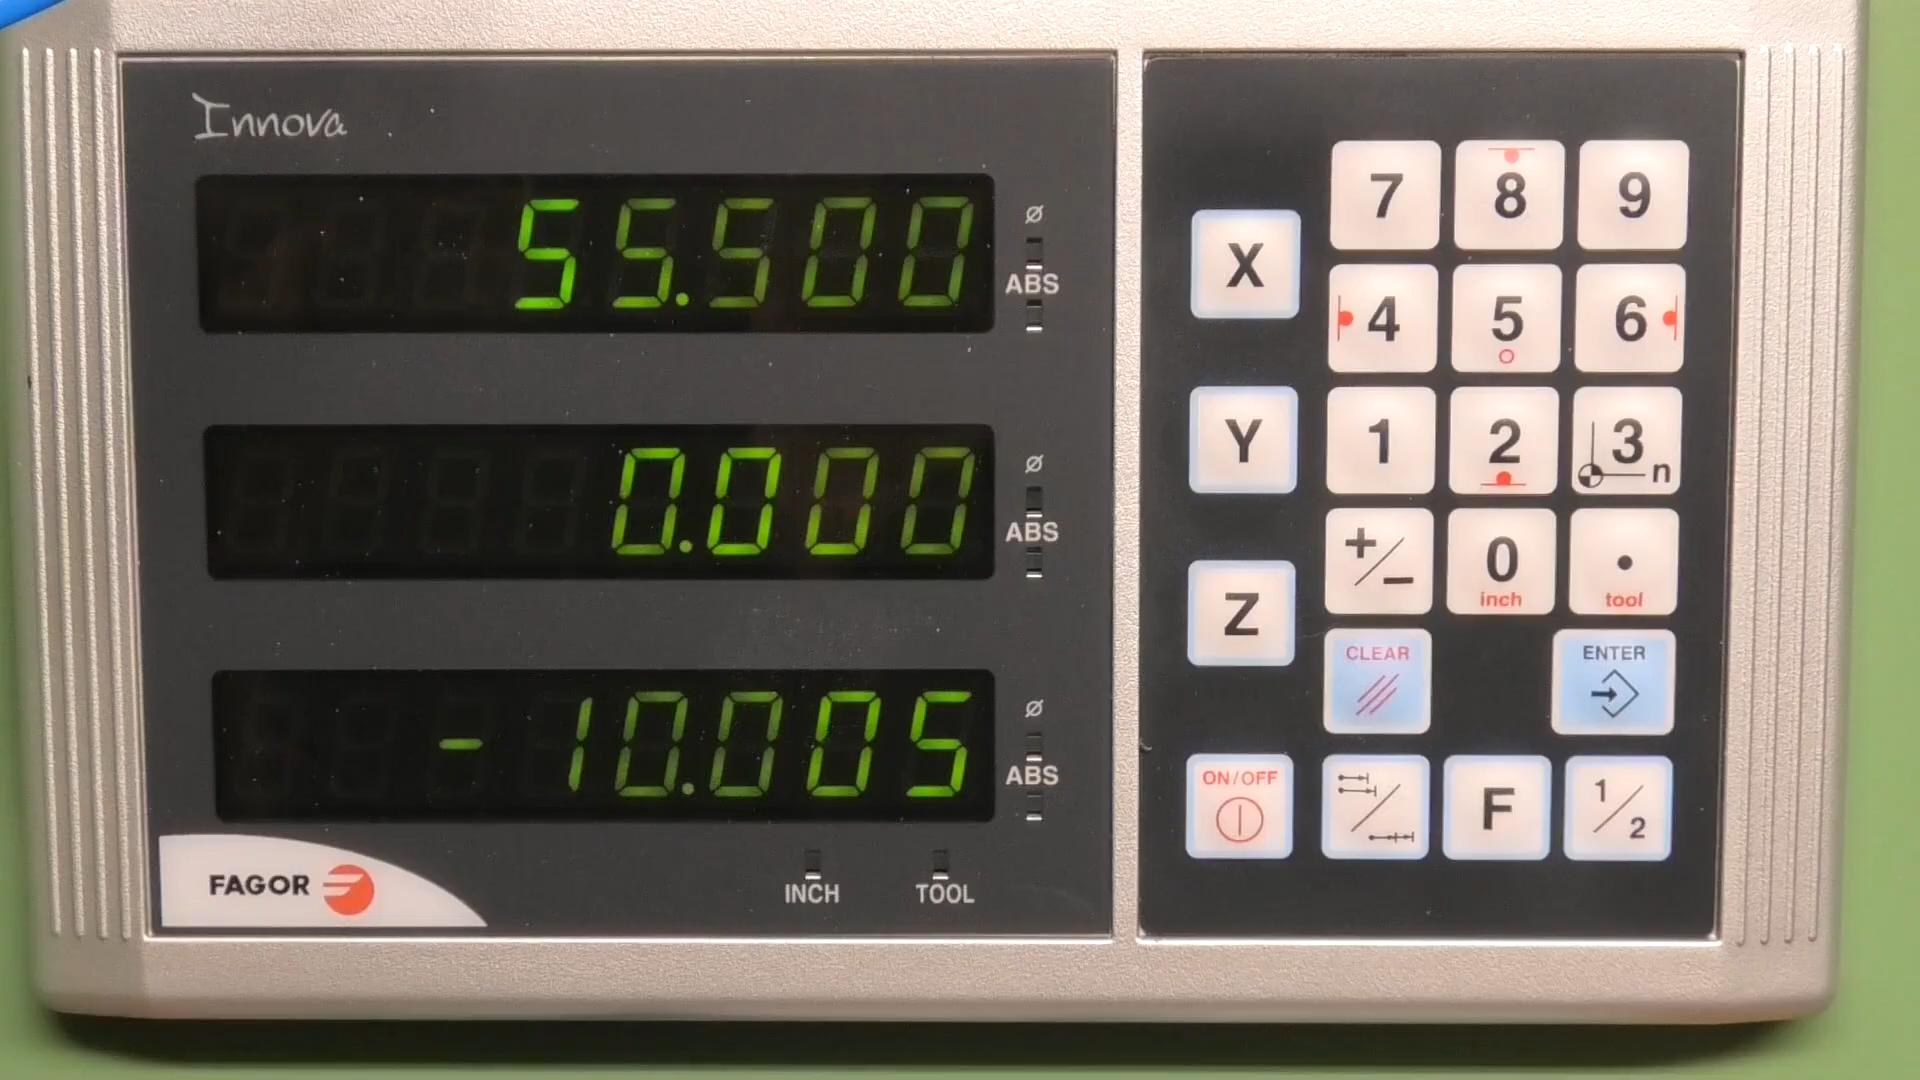 Innova
55.500
Ø
ABS
0.000
Ø
ABS
-10.005
Ø
ABS
FAGOR
INCH TOOL
X
Y
Z
7 8 9
4 5 6
1 2 3 n
+/- 0 .
inch tool
CLEAR ENTER
ON/OFF F 1/2